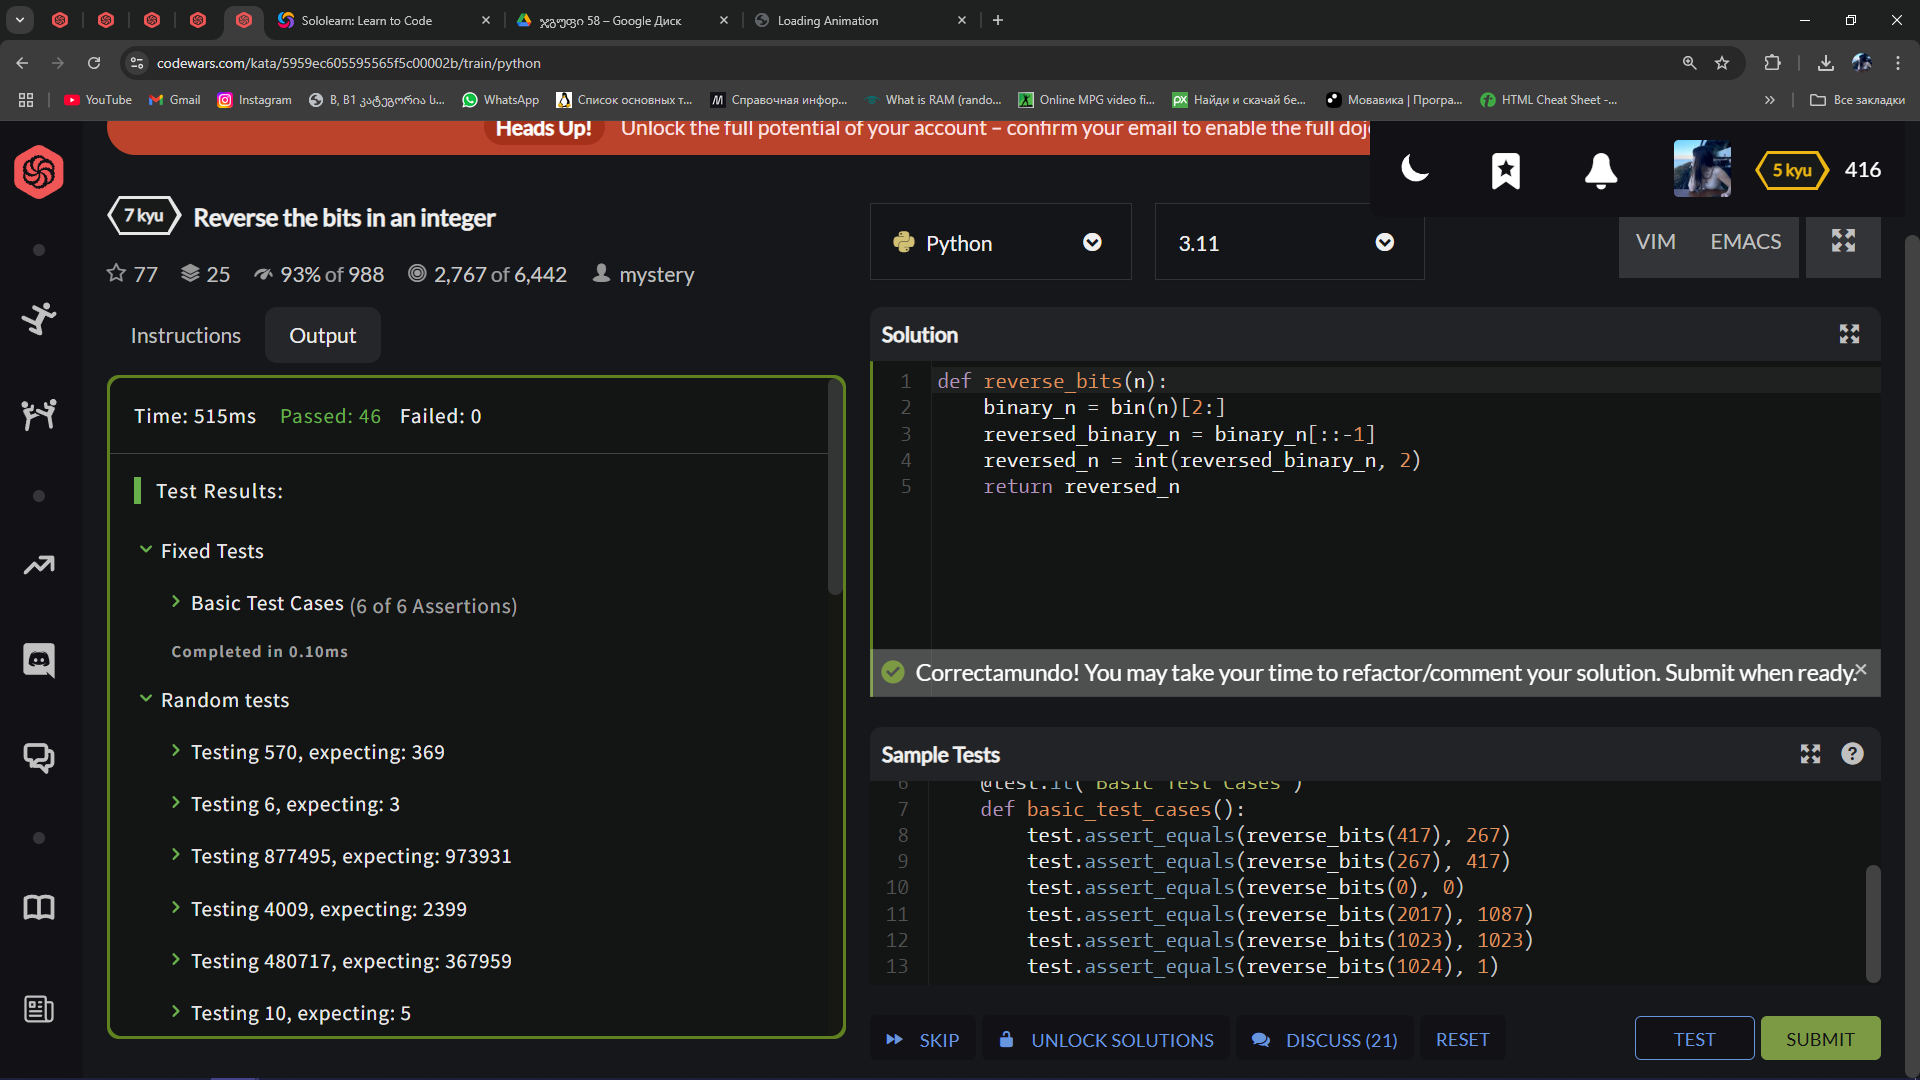 Sololearn: Learn to Code
ჯგუფი 58 – Google Диск
Loading Animation
codewars.com/kata/5959ec605595565f5c00002b/train/python
YouTube
Gmail
Instagram
B, B1 კატეგორია ს...
WhatsApp
Список основных т...
Справочная инфор...
What is RAM (rando...
Online MPG video fi...
Найди и скачай бе...
Мовавика | Програ...
HTML Cheat Sheet -...
Все закладки
Heads Up! Unlock the full potential of your account – confirm your email to enable the full doj
5 kyu 416
7 kyu Reverse the bits in an integer
77 25 93% of 988 2,767 of 6,442 mystery
Python
3.11
VIM EMACS
Instructions Output
Time: 515ms Passed: 46 Failed: 0
Test Results:
Fixed Tests
Basic Test Cases (6 of 6 Assertions)
Completed in 0.10ms
Random tests
Testing 570, expecting: 369
Testing 6, expecting: 3
Testing 877495, expecting: 973931
Testing 4009, expecting: 2399
Testing 480717, expecting: 367959
Testing 10, expecting: 5
Solution
1 def reverse_bits(n):
2 binary_n = bin(n)[2:]
3 reversed_binary_n = binary_n[::-1]
4 reversed_n = int(reversed_binary_n, 2)
5 return reversed_n
Correctamundo! You may take your time to refactor/comment your solution. Submit when ready.
Sample Tests
6 @test.it("Basic Test Cases")
7 def basic_test_cases():
8 test.assert_equals(reverse_bits(417), 267)
9 test.assert_equals(reverse_bits(267), 417)
10 test.assert_equals(reverse_bits(0), 0)
11 test.assert_equals(reverse_bits(2017), 1087)
12 test.assert_equals(reverse_bits(1023), 1023)
13 test.assert_equals(reverse_bits(1024), 1)
SKIP UNLOCK SOLUTIONS DISCUSS (21) RESET TEST SUBMIT